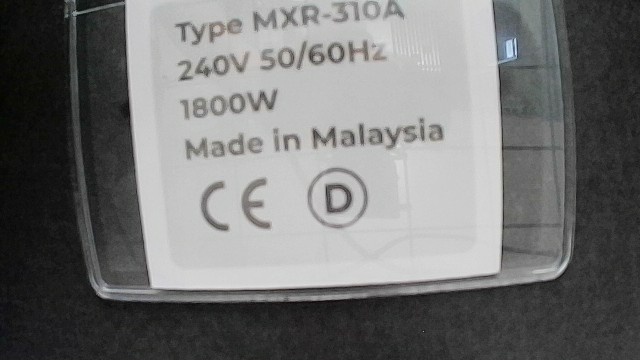 Type MXR-310A
240V 50/60Hz
1800W
Made in Malaysia
CE D